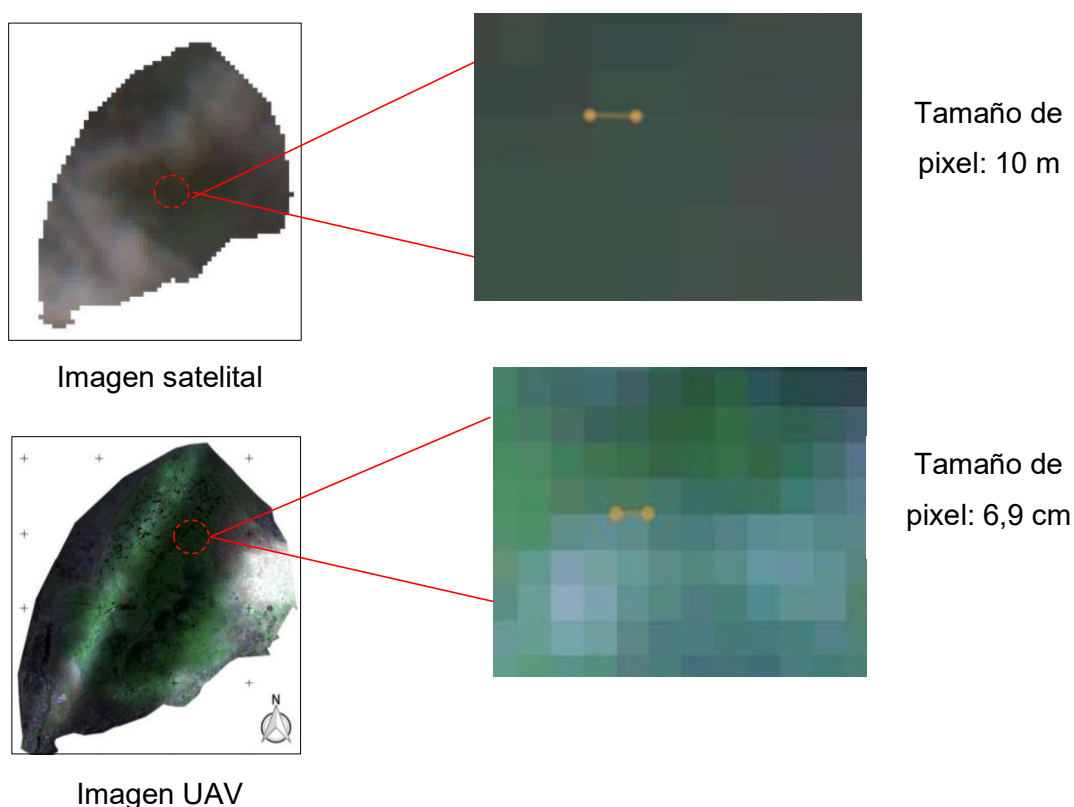 Tamaño de
pixel: 10 m
Imagen satelital
Tamaño de
pixel: 6,9 cm
N
Imagen UAV